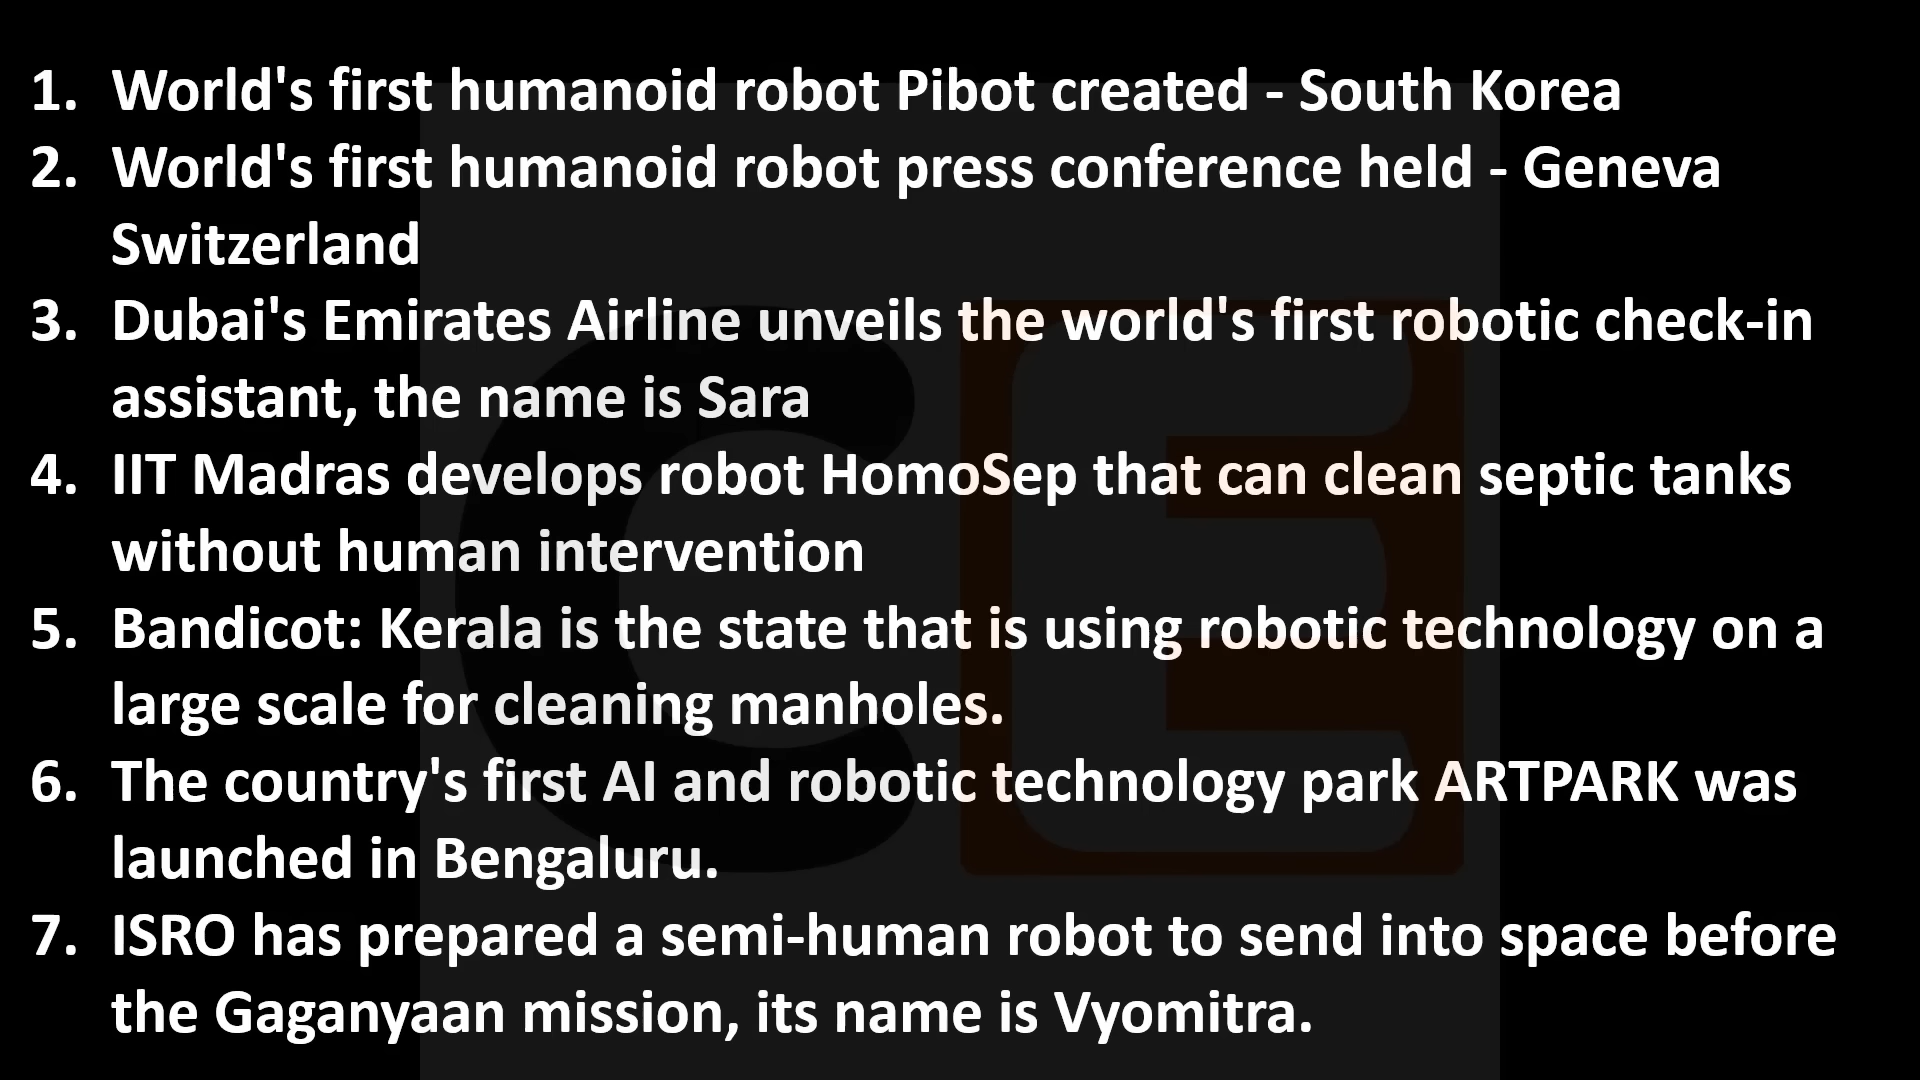 1. World's first humanoid robot Pibot created - South Korea
2. World's first humanoid robot press conference held - Geneva
Switzerland
3. Dubai's Emirates Airline unveils the world's first robotic check-in
assistant, the name is Sara
4. IIT Madras develops robot HomoSep that can clean septic tanks
without human intervention
5. Bandicot: Kerala is the state that is using robotic technology on a
large scale for cleaning manholes.
6. The country's first AI and robotic technology park ARTPARK was
launched in Bengaluru.
7. ISRO has prepared a semi-human robot to send into space before
the Gaganyaan mission, its name is Vyomitra.
CE